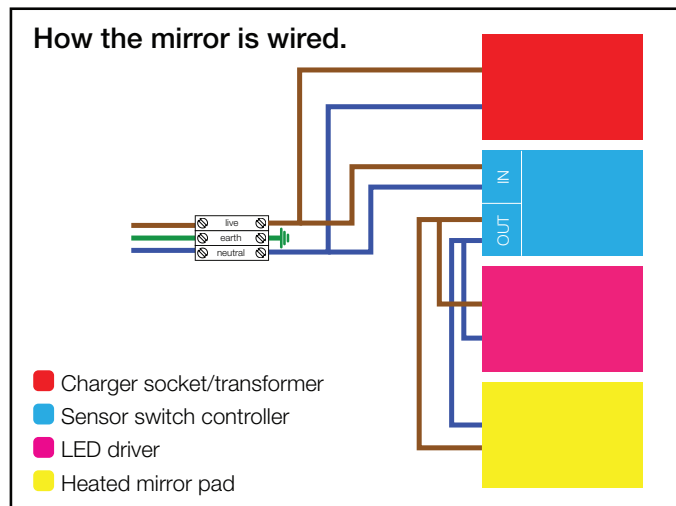 How the mirror is wired.
live
earth
neutral
IN
OUT
Charger socket/transformer
Sensor switch controller
LED driver
Heated mirror pad